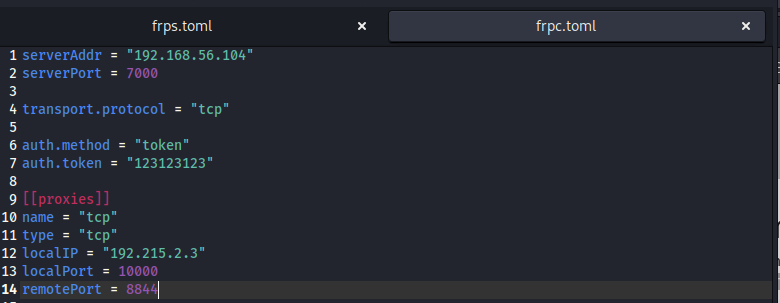 frps.toml × frpc.toml ×
1 serverAddr = "192.168.56.104"
2 serverPort = 7000
3
4 transport.protocol = "tcp"
5
6 auth.method = "token"
7 auth.token = "123123123"
8
9 [[proxies]]
10 name = "tcp"
11 type = "tcp"
12 localIP = "192.215.2.3"
13 localPort = 10000
14 remotePort = 8844